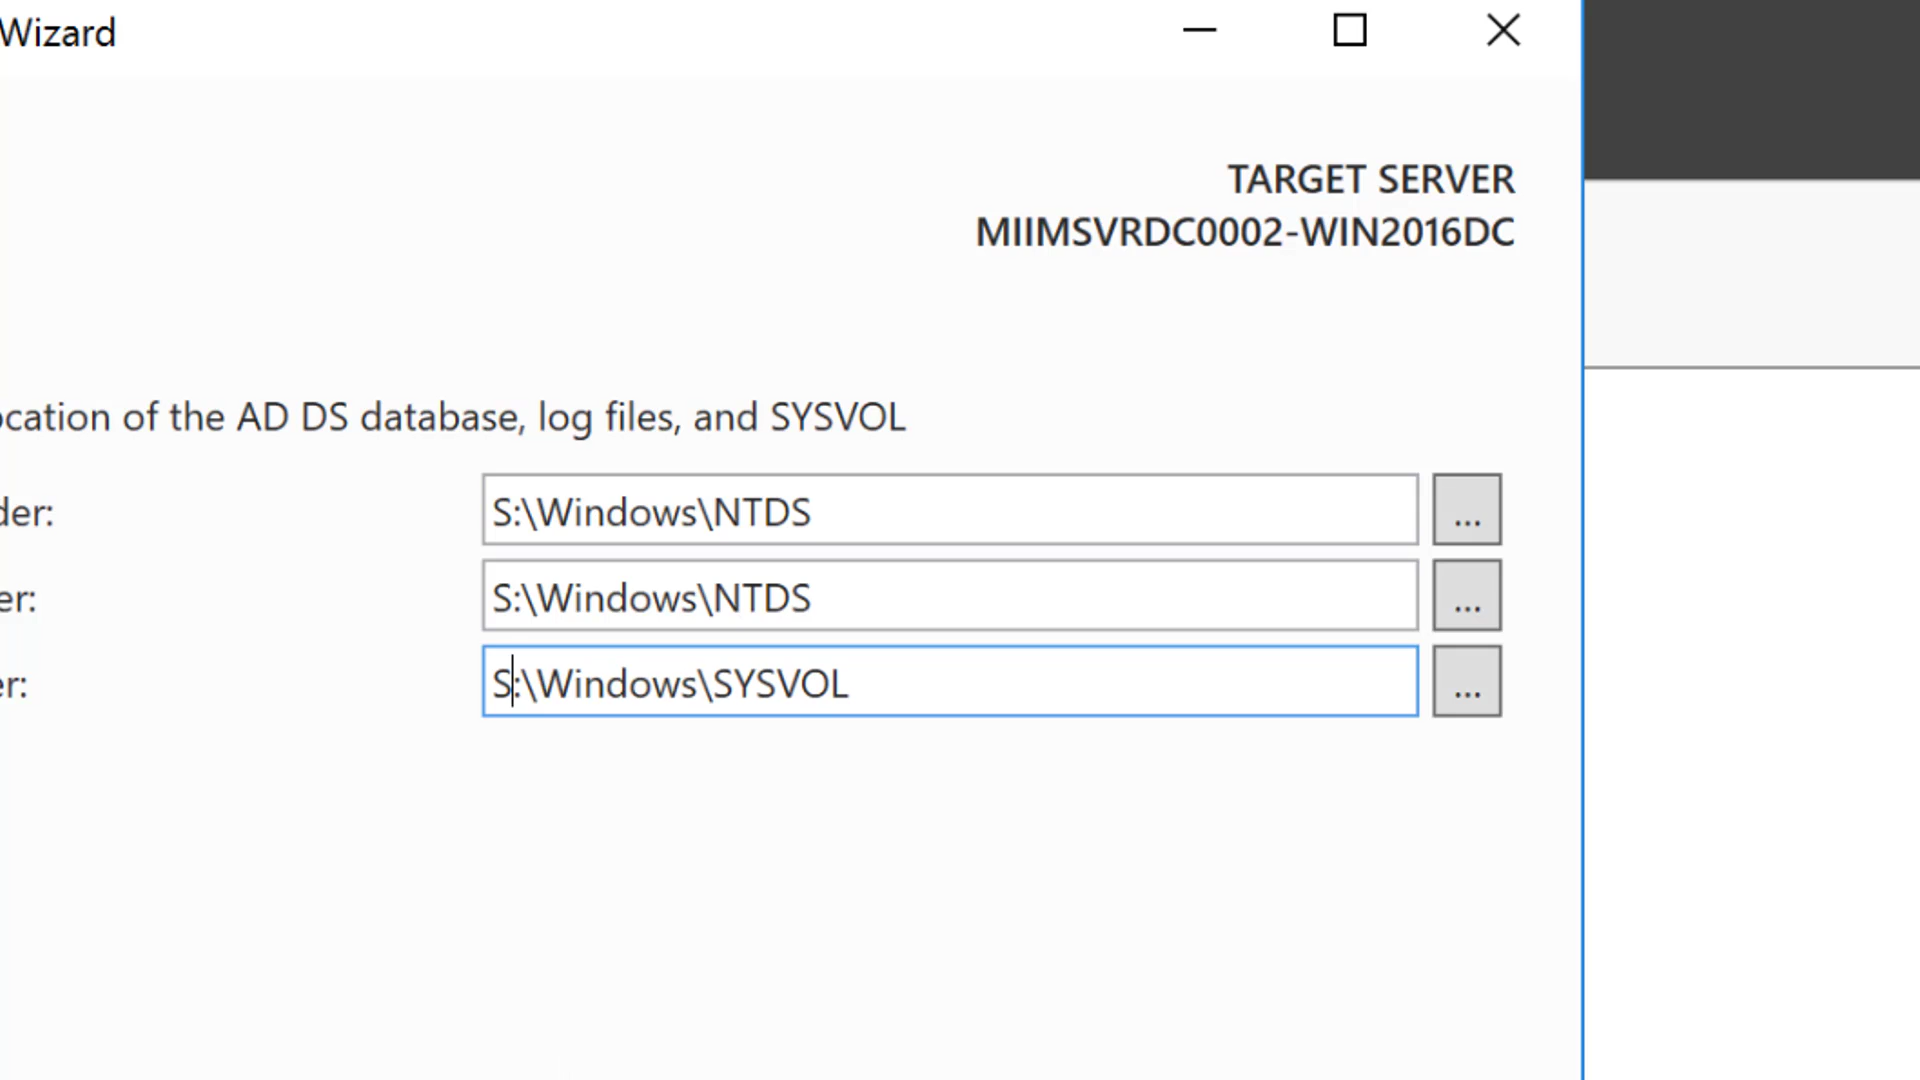 Wizard
TARGET SERVER
MIIMSVRDC0002-WIN2016DC
ocation of the AD DS database, log files, and SYSVOL
der:
S:\Windows\NTDS
...
er:
S:\Windows\NTDS
...
er:
S:\Windows\SYSVOL
...